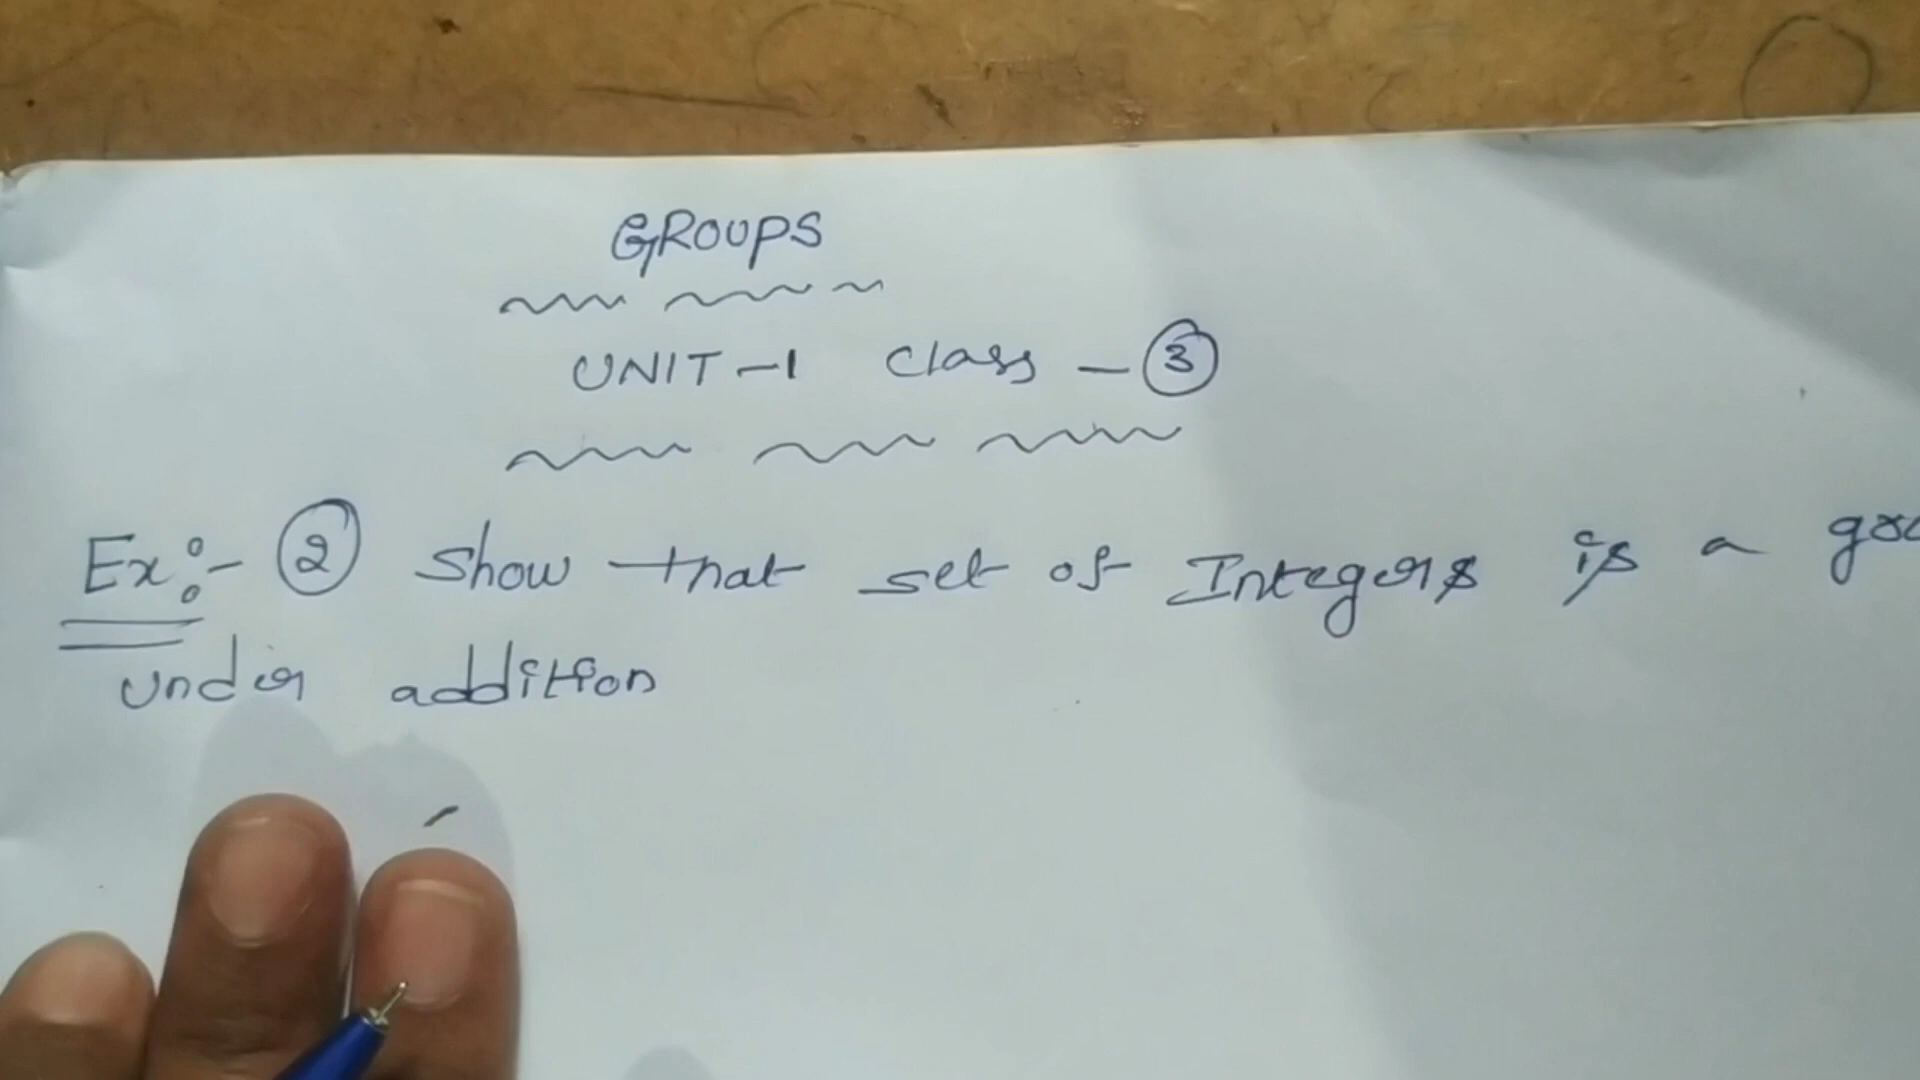 GROUPS
UNIT-1 class - 3
Ex:- 2 Show that set of Integers is a
under addition